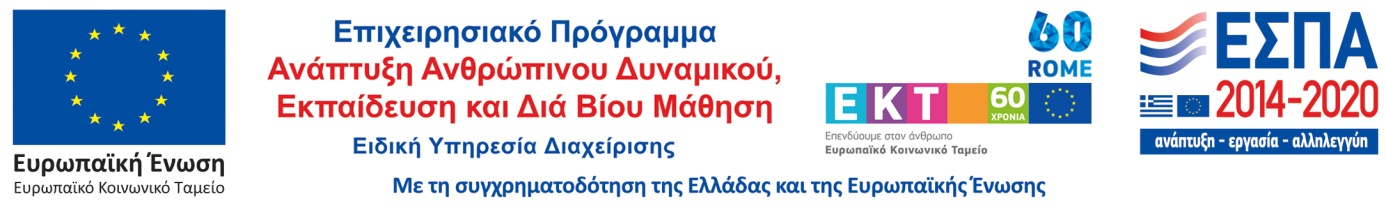 Ευρωπαϊκή Ένωση
Ευρωπαϊκό Κοινωνικό Ταμείο
Επιχειρησιακό Πρόγραμμα
Ανάπτυξη Ανθρώπινου Δυναμικού,
Εκπαίδευση και Διά Βίου Μάθηση
Ειδική Υπηρεσία Διαχείρισης
Με τη συγχρηματοδότηση της Ελλάδας και της Ευρωπαϊκής Ένωσης
60
ROME
ΕΚΤ
60
ΧΡΟΝΙΑ
Επενδύουμε στον άνθρωπο
Ευρωπαϊκό Κοινωνικό Ταμείο
ΕΣΠΑ
2014-2020
ανάπτυξη - εργασία - αλληλεγγύη